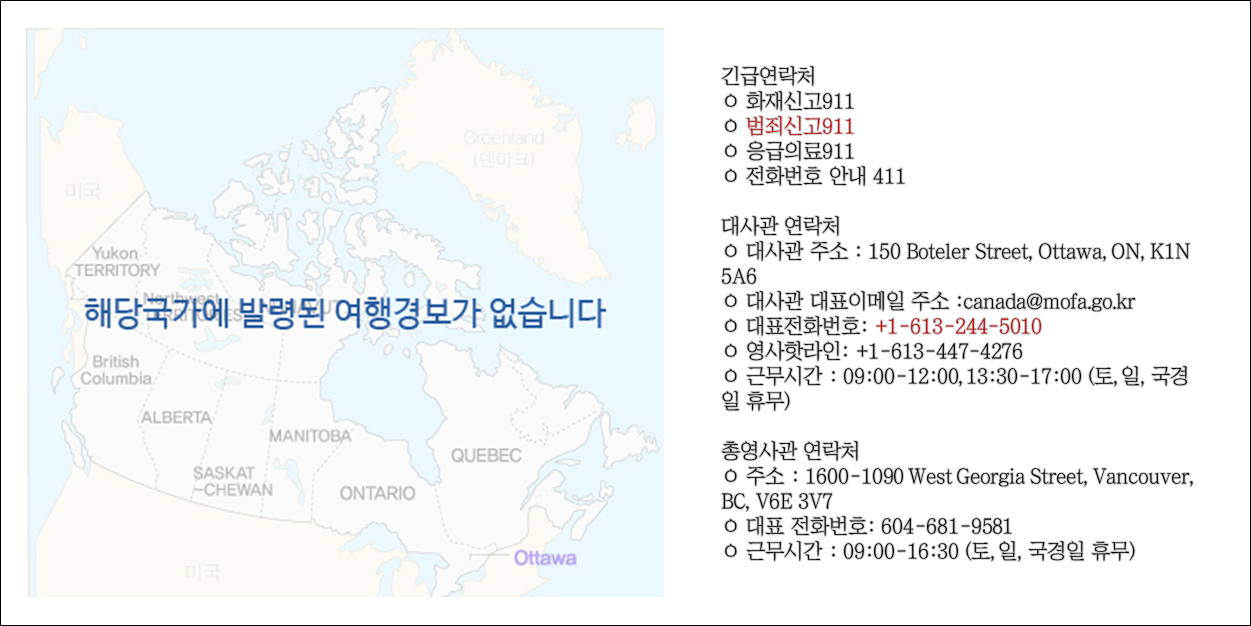 Greenland
(덴마크)
미국
Yukon
TERRITORY
해당국가에 발령된 여행경보가 없습니다
British
Columbia
ALBERTA
MANITOBA
SASKAT
-CHEWAN
ONTARIO
QUEBEC
Ottawa
미국
긴급연락처
ㅇ 화재신고911
ㅇ 범죄신고911
ㅇ 응급의료911
ㅇ 전화번호 안내 411
대사관 연락처
ㅇ 대사관 주소 : 150 Boteler Street, Ottawa, ON, K1N
5A6
ㅇ 대사관 대표이메일 주소 :canada@mofa.go.kr
ㅇ 대표전화번호: +1-613-244-5010
ㅇ 영사핫라인: +1-613-447-4276
ㅇ 근무시간 : 09:00-12:00, 13:30-17:00 (토, 일, 국경
일 휴무)
총영사관 연락처
ㅇ 주소 : 1600-1090 West Georgia Street, Vancouver,
BC, V6E 3V7
ㅇ 대표 전화번호: 604-681-9581
ㅇ 근무시간 : 09:00-16:30 (토, 일, 국경일 휴무)